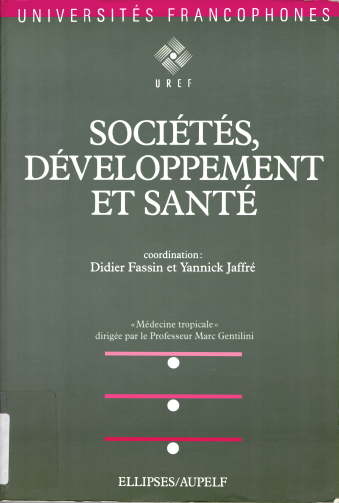 UNIVERSITÉS FRANCOPHONES
UREF
SOCIÉTÉS,
DÉVELOPPEMENT
ET SANTÉ
coordination :
Didier Fassin et Yannick Jaffré
«Médecine tropicale»
dirigée par le Professeur Marc Gentilini
ELLIPSES/AUPELF